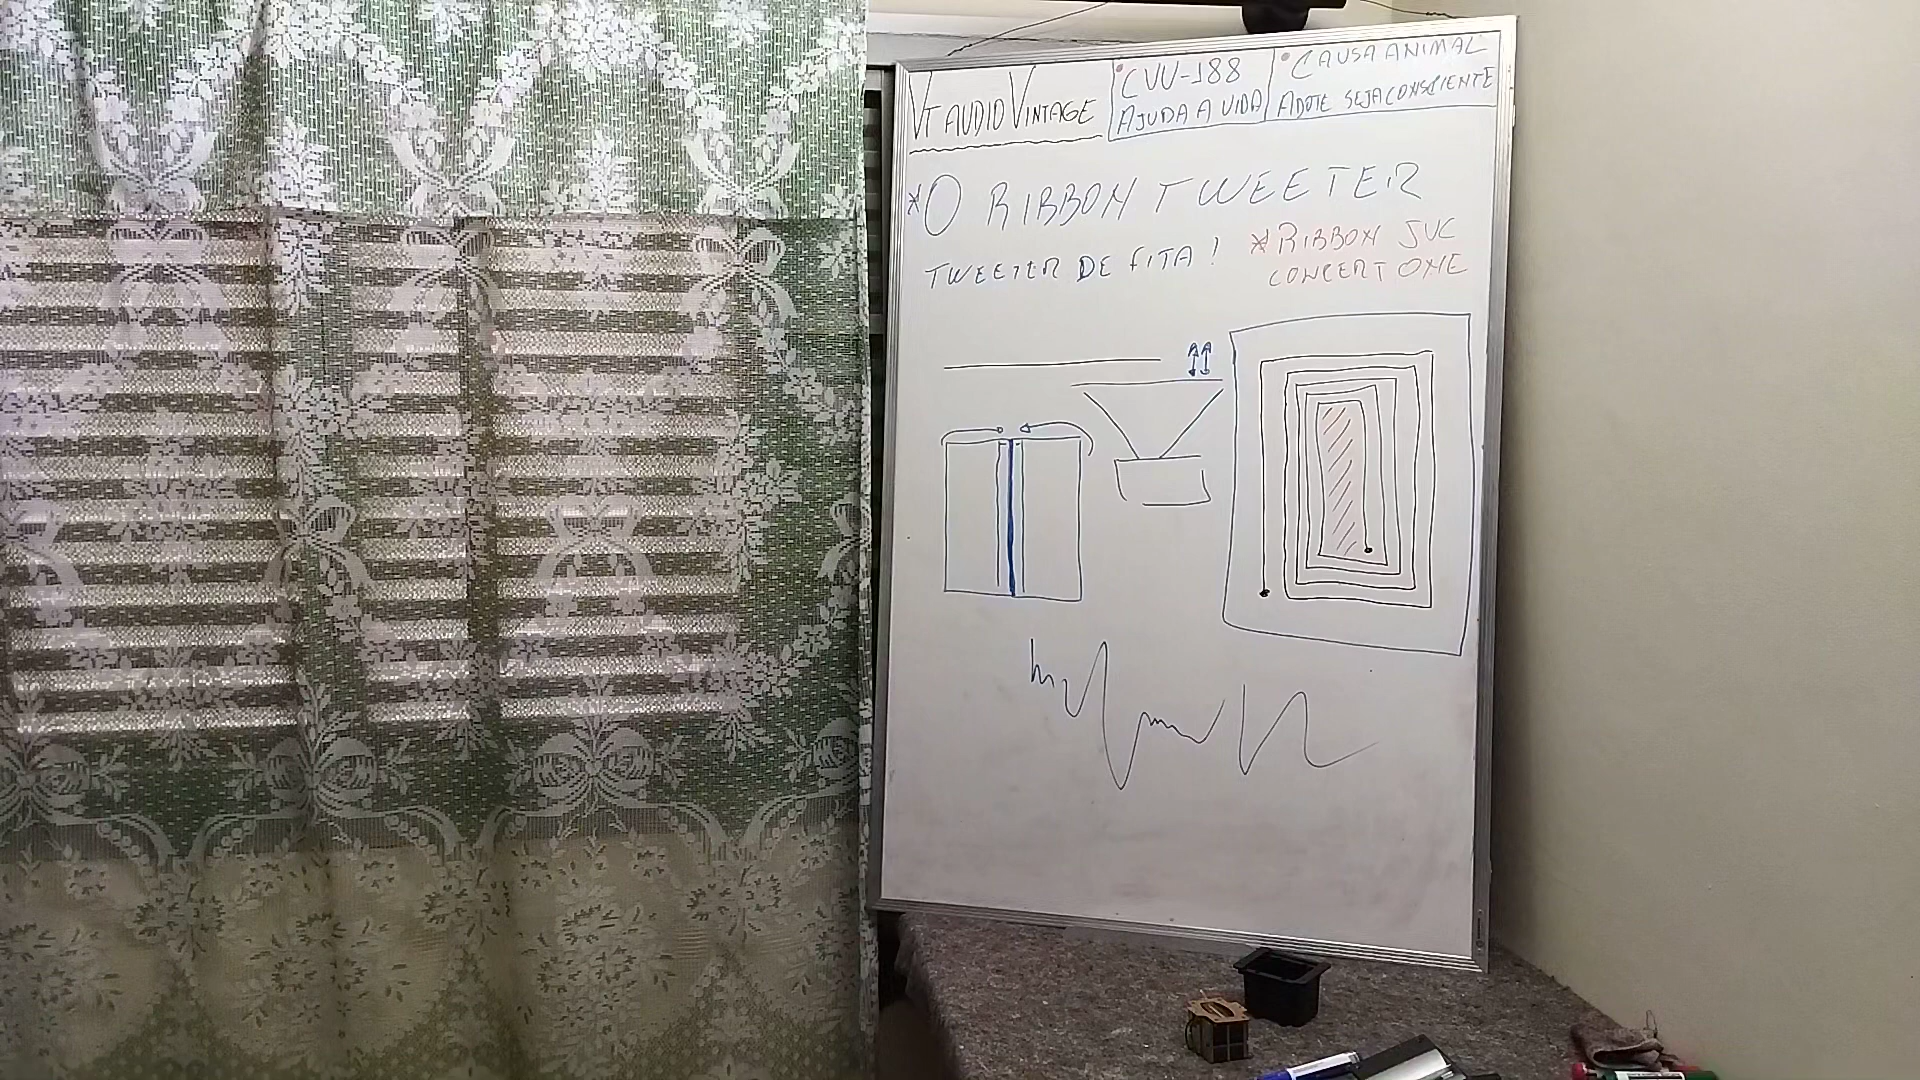 VT AUDIO VINTAGE
• CVV-188
AJUDA A VIDA
• CAUSA ANIMAL
ADOTE SEJA CONSCIENTE
*O RIBBON TWEETER
TWEETER DE FITA !
*RIBBON JVC
CONCERT ONE